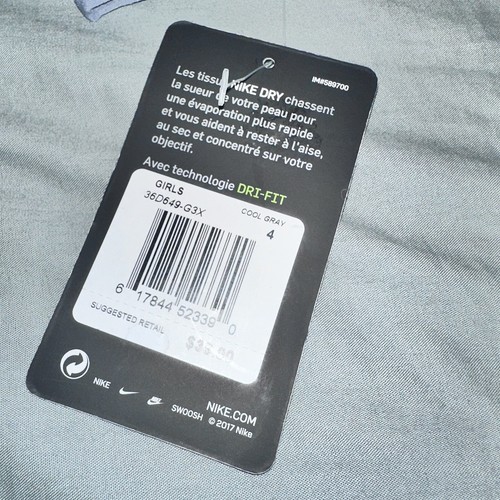 IM#589700
Les tissus NIKE DRY chassent
la sueur de votre peau pour
une évaporation plus rapide
et vous aident à rester à l'aise,
au sec et concentré sur votre
objectif.
Avec technologie DRI-FIT
GIRLS
36D649-G3X
COOL GRAY
4
6 17844 52339 0
SUGGESTED RETAIL
NIKE
SWOOSH
NIKE.COM
© 2017 Nike